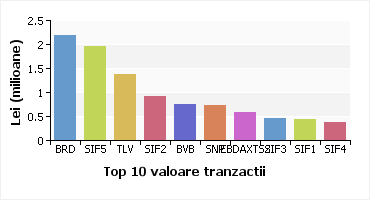 Lei (milioane)
2.5
2
1.5
1
0.5
0
BRD SIF5 TLV SIF2 BVB SNP SIF3 SIF1 SIF4
Top 10 valoare tranzactii